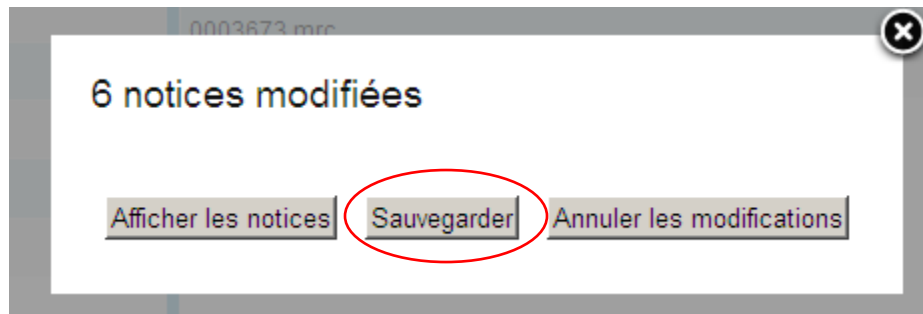 0003673.mrc
6 notices modifiées
Afficher les notices Sauvegarder Annuler les modifications